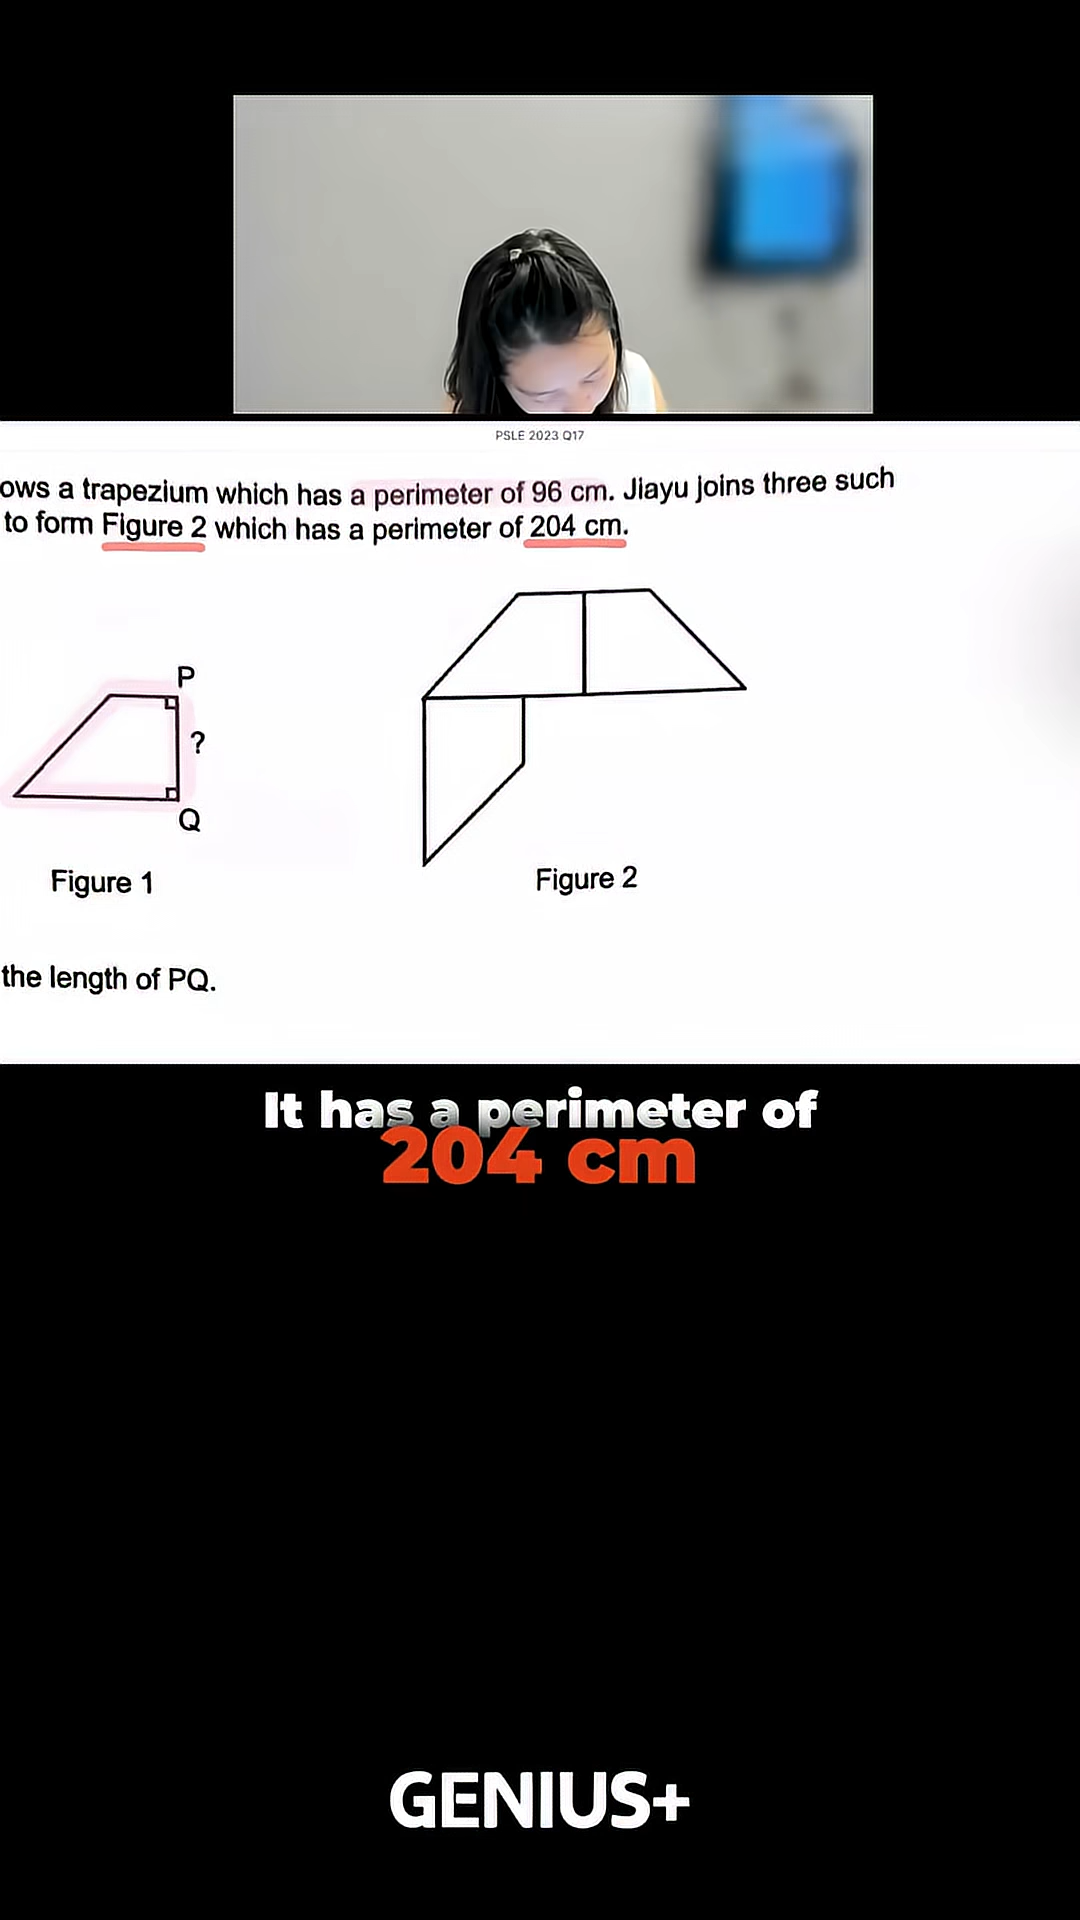 PSLE 2023 Q17
ows a trapezium which has a perimeter of 96 cm. Jiayu joins three such
to form Figure 2 which has a perimeter of 204 cm.
P
?
Q
Figure 1
Figure 2
the length of PQ.
It has a perimeter of
204 cm
GENIUS+